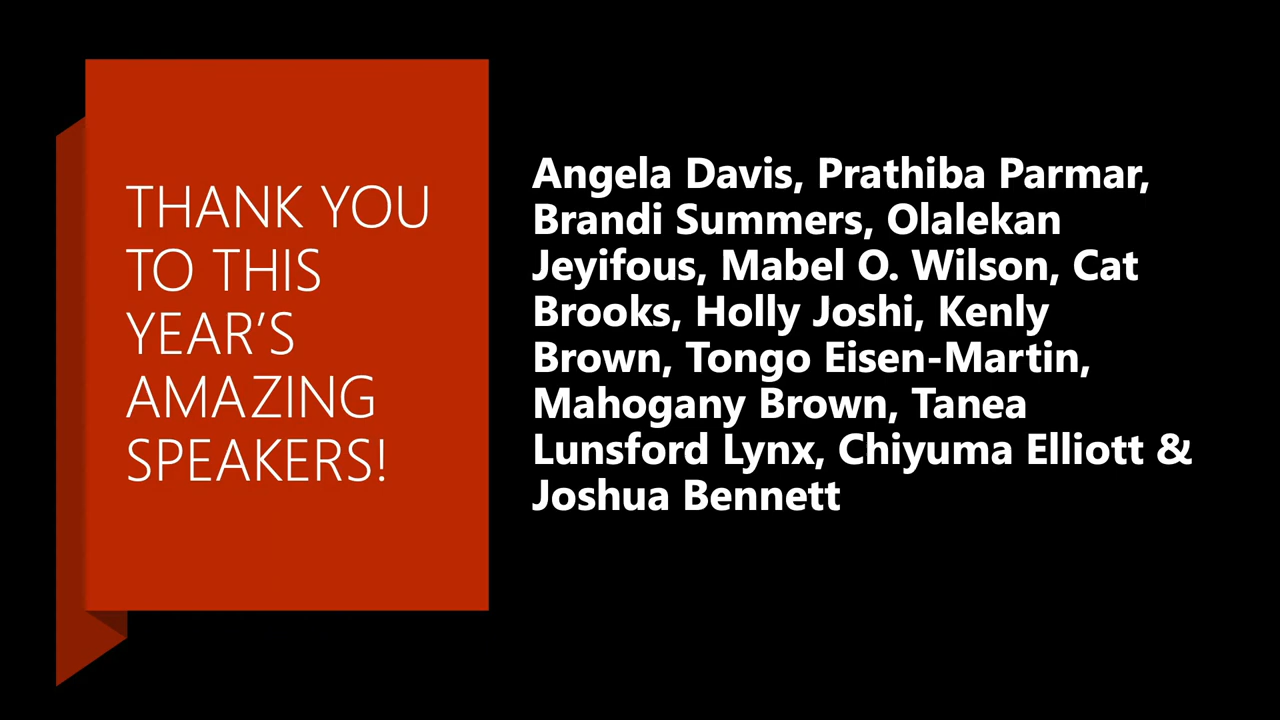 THANK YOU
TO THIS
YEAR’S
AMAZING
SPEAKERS!
Angela Davis, Prathiba Parmar,
Brandi Summers, Olalekan
Jeyifous, Mabel O. Wilson, Cat
Brooks, Holly Joshi, Kenly
Brown, Tongo Eisen-Martin,
Mahogany Brown, Tanea
Lunsford Lynx, Chiyuma Elliott &
Joshua Bennett